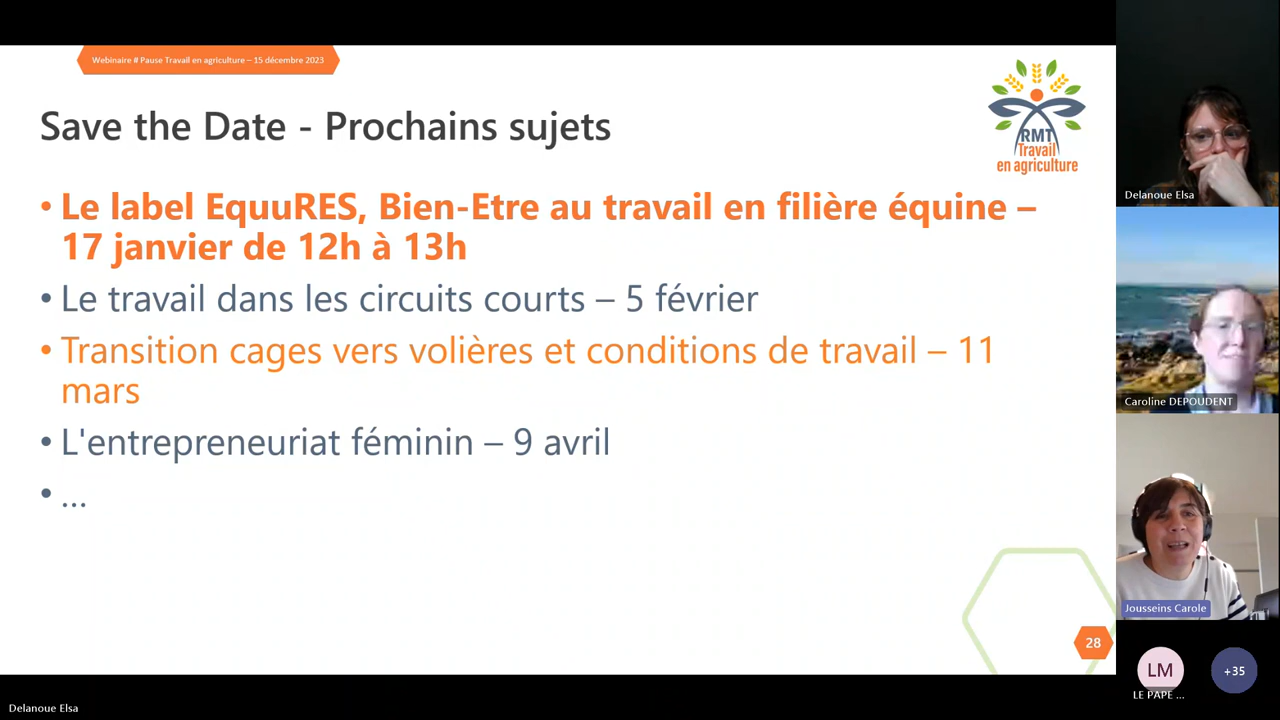 Webinaire # Pause Travail en agriculture – 15 décembre 2023
RMT
Travail
en agriculture
Save the Date - Prochains sujets
• Le label EquuRES, Bien-Etre au travail en filière équine –
17 janvier de 12h à 13h
• Le travail dans les circuits courts – 5 février
• Transition cages vers volières et conditions de travail – 11
mars
• L'entrepreneuriat féminin – 9 avril
• ...
28
Delanoue Elsa
Caroline DEPOUDENT
Jousseins Carole
LM
LE PAPE ...
+35
Delanoue Elsa